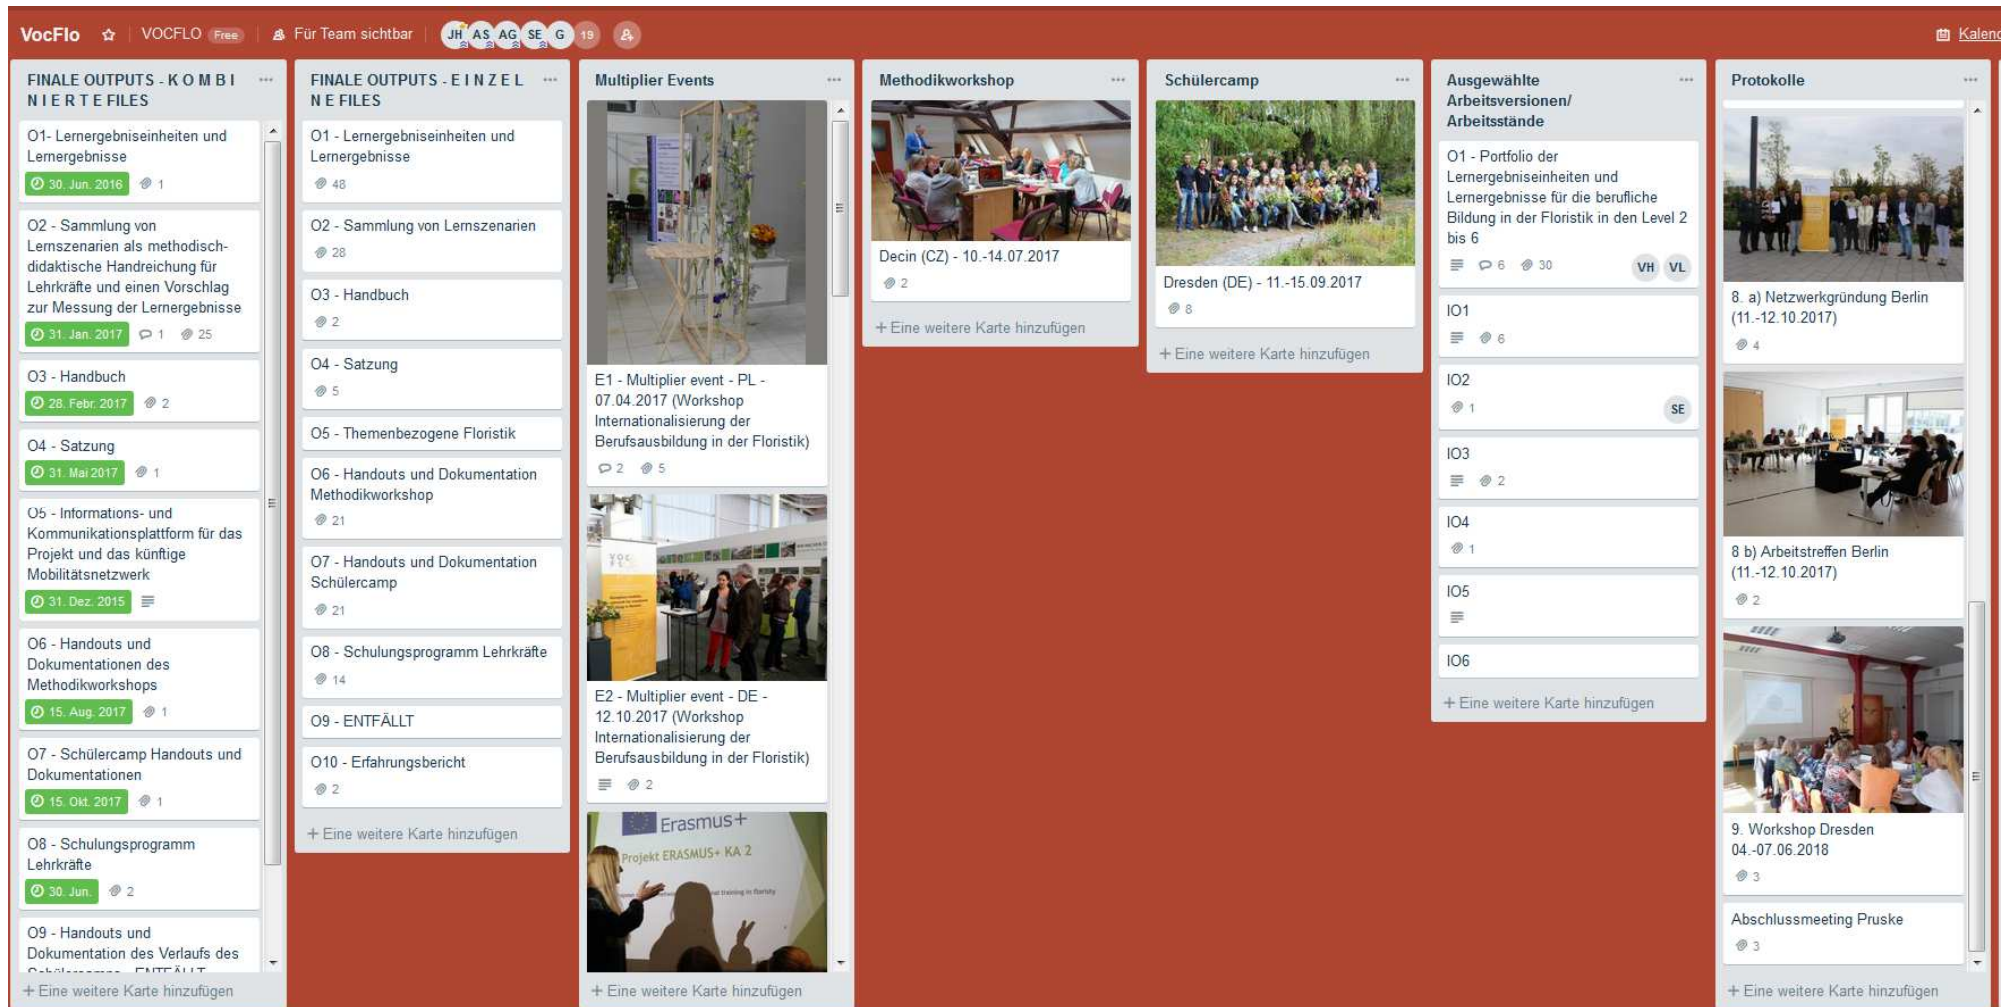 VocFlo
VOCFLO Free
Für Team sichtbar
JH AS AG SE G 19
FINALE OUTPUTS - K O M B I
N I E R T E FILES
O1- Lernergebniseinheiten und
Lernergebnisse
30. Jun. 2016 1
O2 - Sammlung von
Lernszenarien als methodisch-
didaktische Handreichung für
Lehrkräfte und einen Vorschlag
zur Messung der Lernergebnisse
31. Jan. 2017 1 25
O3 - Handbuch
28. Febr. 2017 2
O4 - Satzung
31. Mai 2017 1
O5 - Informations- und
Kommunikationsplattform für das
Projekt und das künftige
Mobilitätsnetzwerk
31. Dez. 2015
O6 - Handouts und
Dokumentationen des
Methodikworkshops
15. Aug. 2017 1
O7 - Schülercamp Handouts und
Dokumentationen
15. Okt. 2017 1
O8 - Schulungsprogramm
Lehrkräfte
30. Jun. 2
O9 - Handouts und
Dokumentation des Verlaufs des
Schülercamps - ENTFÄLLT
+ Eine weitere Karte hinzufügen
FINALE OUTPUTS - E I N Z E L
N E FILES
O1 - Lernergebniseinheiten und
Lernergebnisse
48
O2 - Sammlung von Lernszenarien
28
O3 - Handbuch
2
O4 - Satzung
5
O5 - Themenbezogene Floristik
O6 - Handouts und Dokumentation
Methodikworkshop
21
O7 - Handouts und Dokumentation
Schülercamp
21
O8 - Schulungsprogramm Lehrkräfte
14
O9 - ENTFÄLLT
O10 - Erfahrungsbericht
2
+ Eine weitere Karte hinzufügen
Multiplier Events
E1 - Multiplier event - PL -
07.04.2017 (Workshop
Internationalisierung der
Berufsausbildung in der Floristik)
2 5
E2 - Multiplier event - DE -
12.10.2017 (Workshop
Internationalisierung der
Berufsausbildung in der Floristik)
2
Erasmus+
Projekt ERASMUS+ KA 2
training in floristry
+ Eine weitere Karte hinzufügen
Methodikworkshop
Decin (CZ) - 10.-14.07.2017
2
+ Eine weitere Karte hinzufügen
Schülercamp
Dresden (DE) - 11.-15.09.2017
8
+ Eine weitere Karte hinzufügen
Ausgewählte
Arbeitsversionen/
Arbeitsstände
O1 - Portfolio der
Lernergebniseinheiten und
Lernergebnisse für die berufliche
Bildung in der Floristik in den Level 2
bis 6
6 30 VH VL
IO1
6
IO2
1 SE
IO3
2
IO4
1
IO5
IO6
+ Eine weitere Karte hinzufügen
Protokolle
8. a) Netzwerkgründung Berlin
(11.-12.10.2017)
4
8 b) Arbeitstreffen Berlin
(11.-12.10.2017)
2
9. Workshop Dresden
04.-07.06.2018
3
Abschlussmeeting Pruske
3
+ Eine weitere Karte hinzufügen